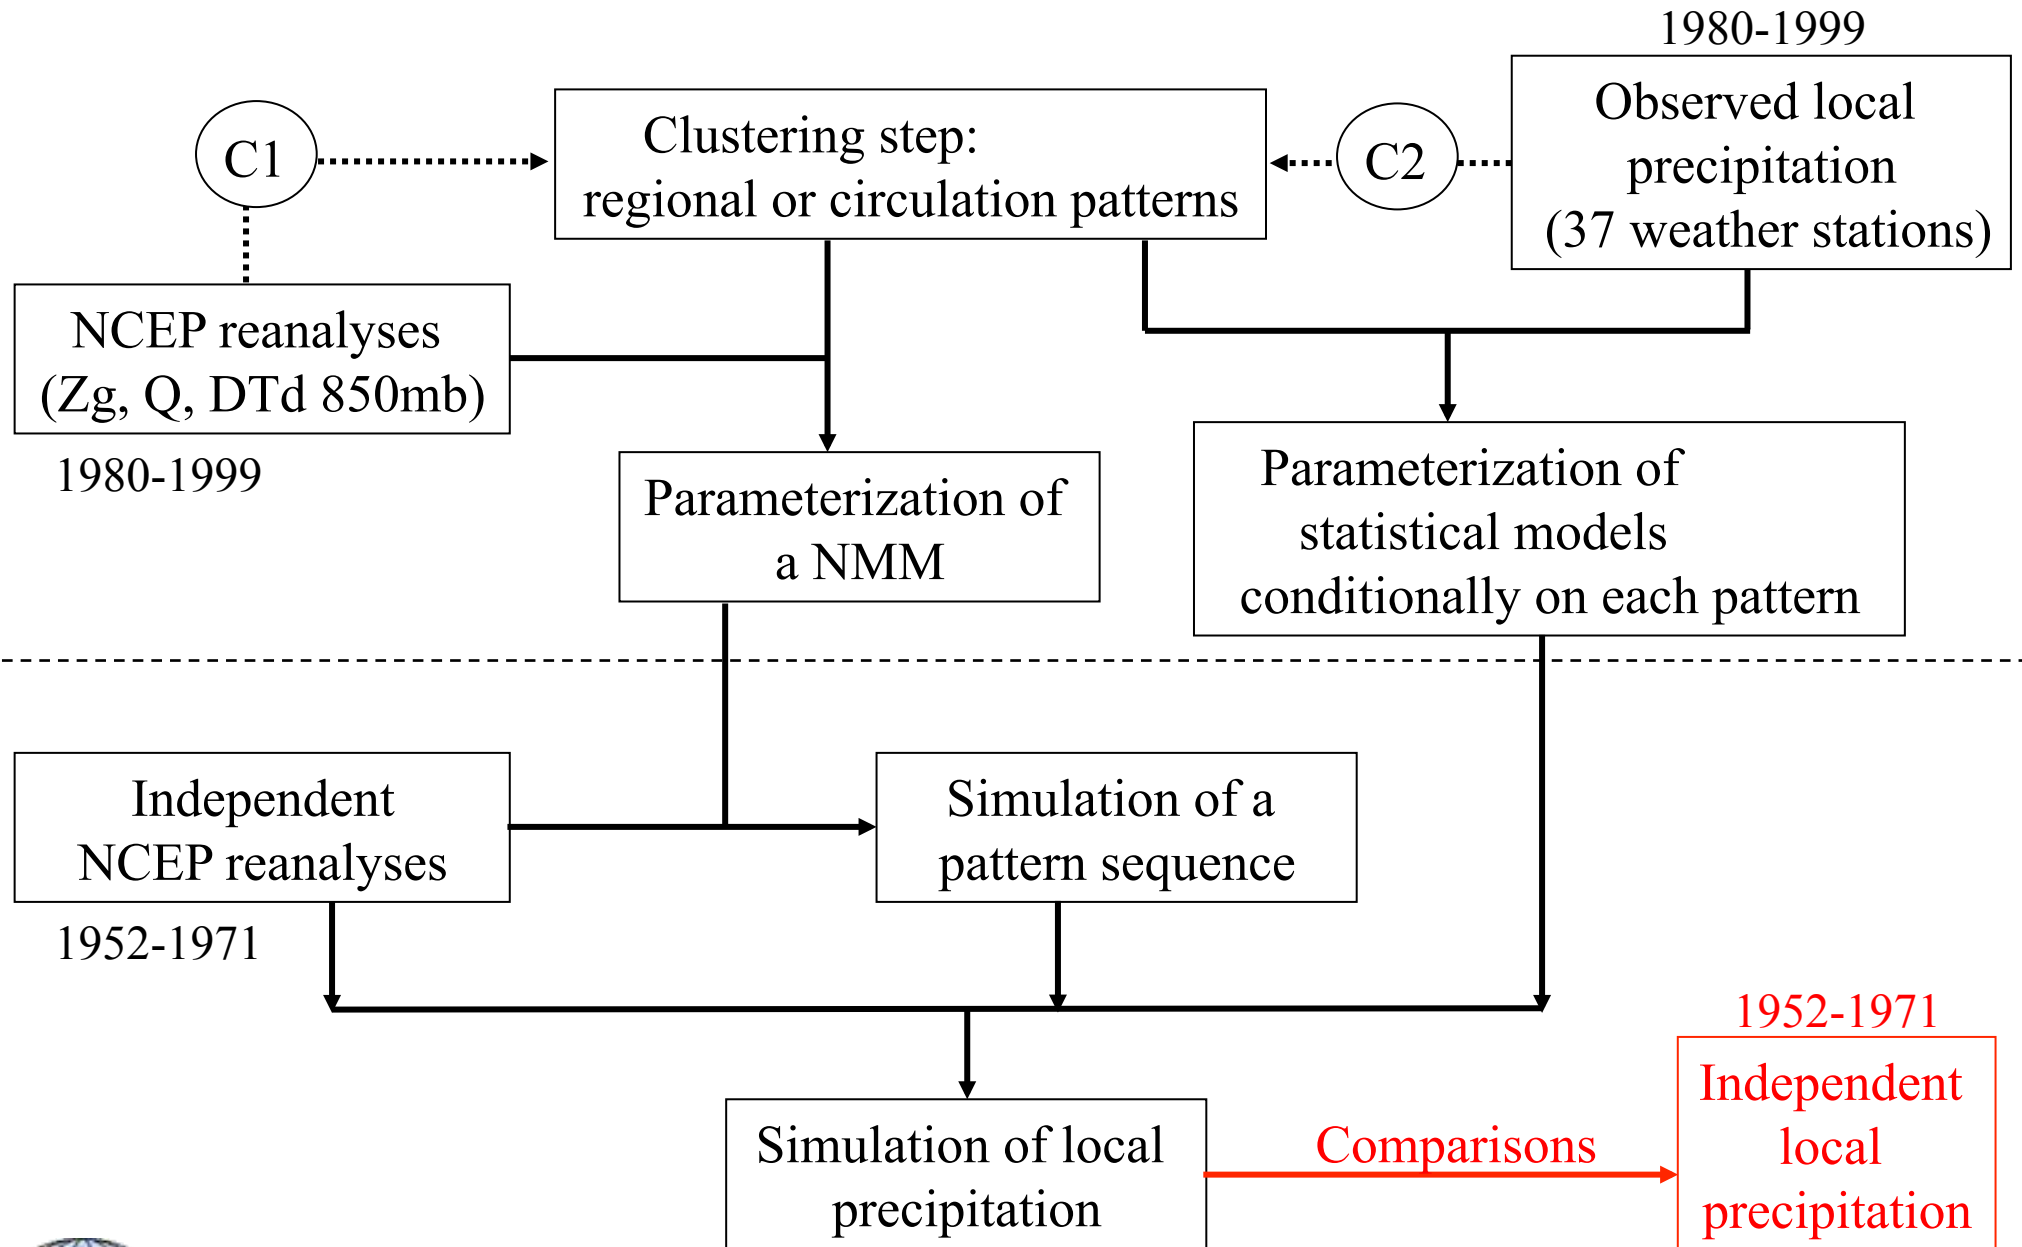 1980-1999
Observed local
precipitation
(37 weather stations)
C1
Clustering step:
regional or circulation patterns
C2
NCEP reanalyses
(Zg, Q, DTd 850mb)
1980-1999
Parameterization of
a NMM
Parameterization of
statistical models
conditionally on each pattern
Independent
NCEP reanalyses
1952-1971
Simulation of a
pattern sequence
Simulation of local
precipitation
Comparisons
1952-1971
Independent
local
precipitation